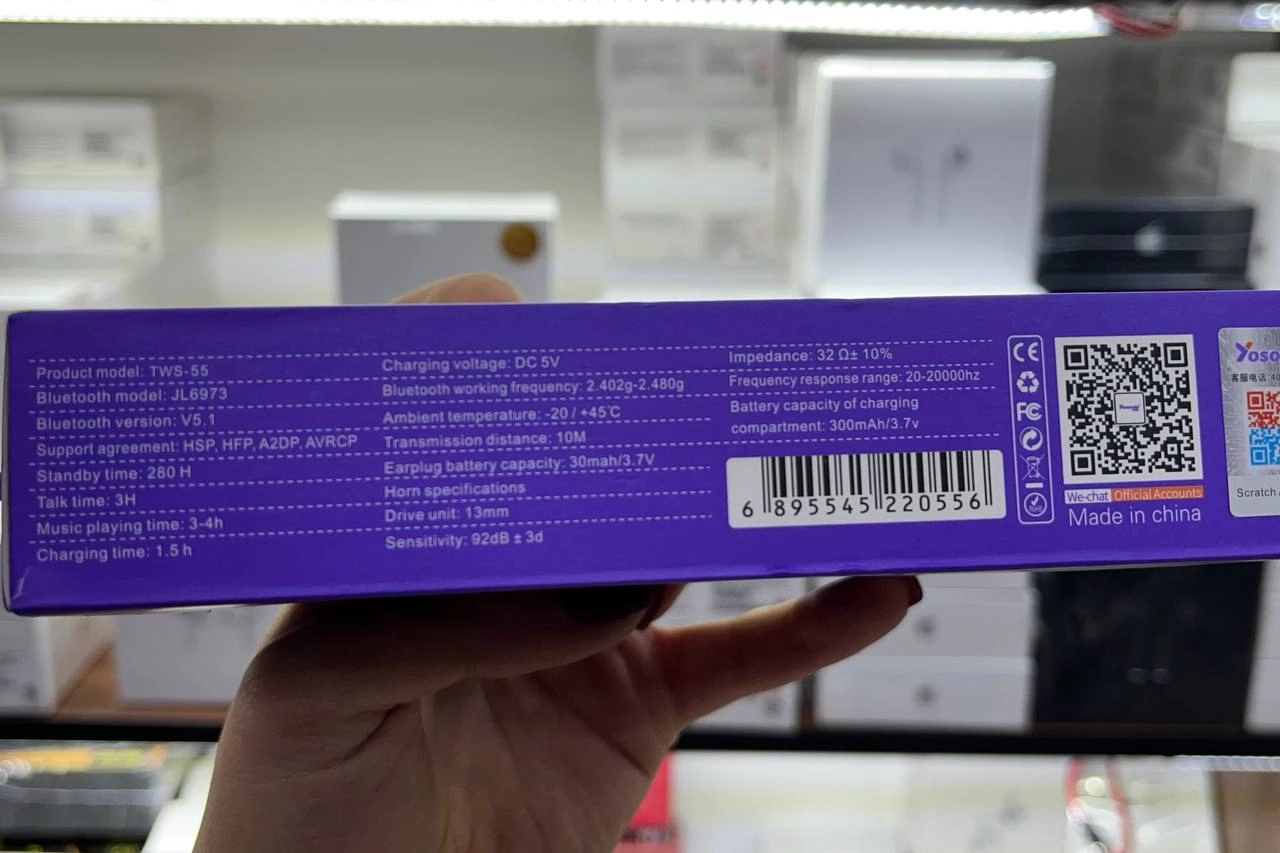 Product model: TWS-55
Bluetooth model: JL6973
Bluetooth version: V5.1
Support agreement: HSP, HFP, A2DP, AVRCP
Standby time: 280 H
Talk time: 3H
Music playing time: 3-4h
Charging time: 1.5 h
Charging voltage: DC 5V
Bluetooth working frequency: 2.402g-2.480g
Ambient temperature: -20 / +45℃
Transmission distance: 10M
Earplug battery capacity: 30mah/3.7V
Horn specifications
Drive unit: 13mm
Sensitivity: 92dB ± 3d
Impedance: 32 Ω± 10%
Frequency response range: 20-20000hz
Battery capacity of charging
compartment: 300mAh/3.7v
6 895545 220556
CE
FC
We-chat Official Accounts
Made in china
Yoso
客服电话: 40
Scratch